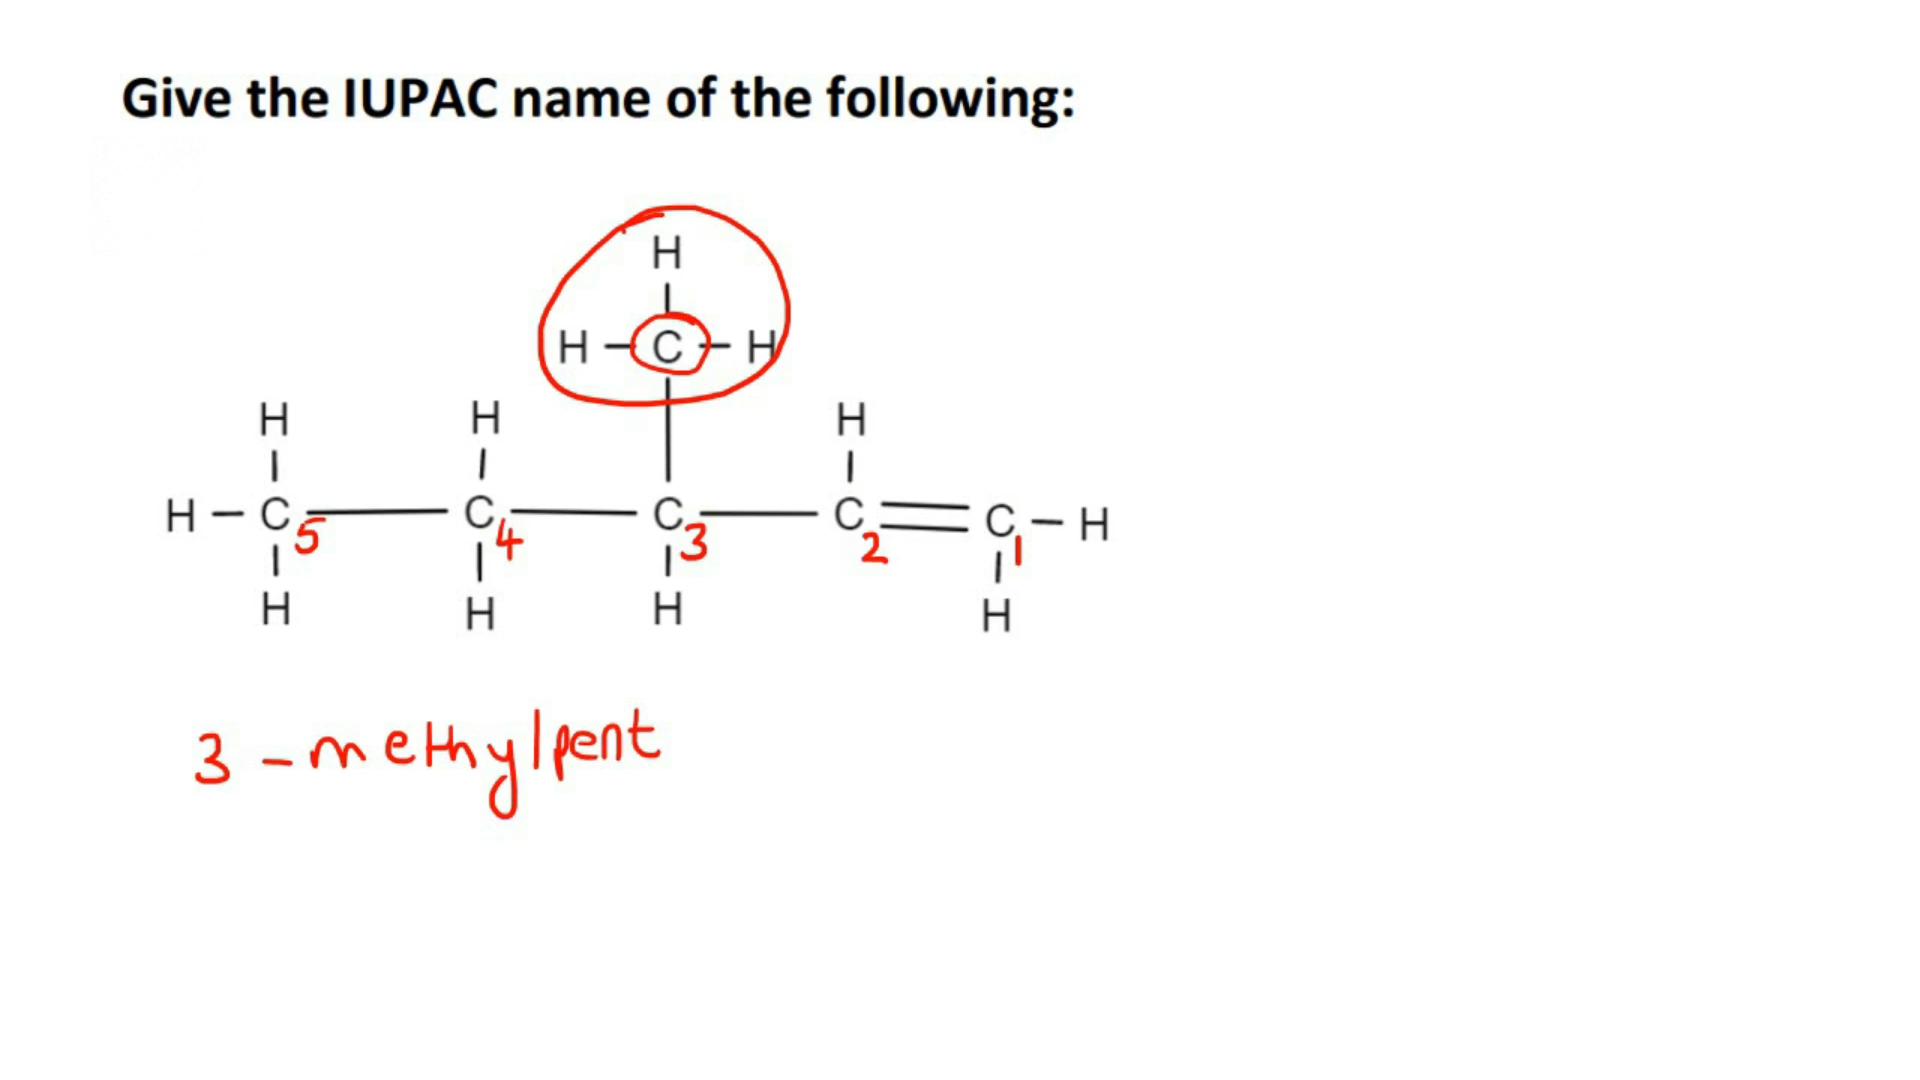 Give the IUPAC name of the following:
H
H – C – H
H H H
H – C5 C4 C3 C2 C1 – H
H H H H
3 – methylpent